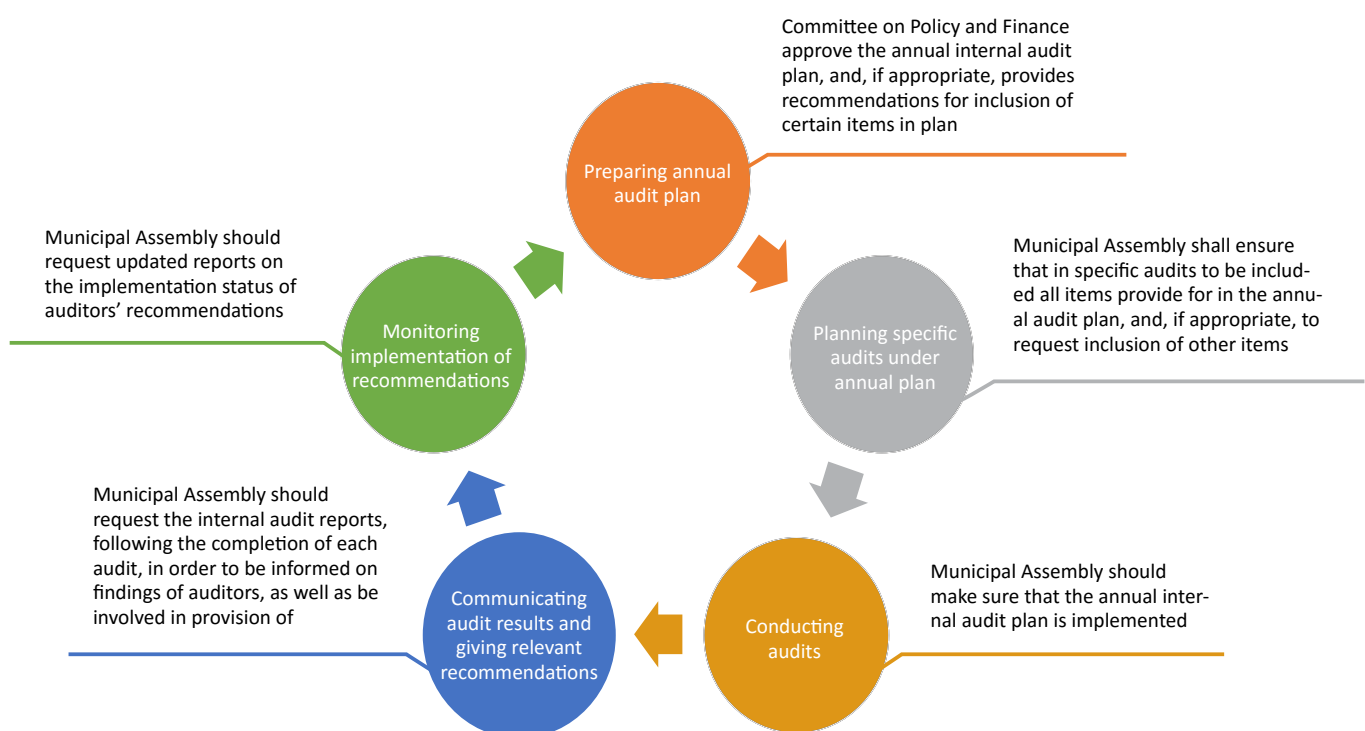 Committee on Policy and Finance
approve the annual internal audit
plan, and, if appropriate, provides
recommendations for inclusion of
certain items in plan
Preparing annual
audit plan
Municipal Assembly shall ensure
that in specific audits to be includ-
ed all items provide for in the annu-
al audit plan, and, if appropriate, to
request inclusion of other items
Planning specific
audits under
annual plan
Municipal Assembly should
make sure that the annual inter-
nal audit plan is implemented
Conducting
audits
Municipal Assembly should
request the internal audit reports,
following the completion of each
audit, in order to be informed on
findings of auditors, as well as be
involved in provision of
Communicating
audit results and
giving relevant
recommendations
Municipal Assembly should
request updated reports on
the implementation status of
auditors’ recommendations
Monitoring
implementation of
recommendations